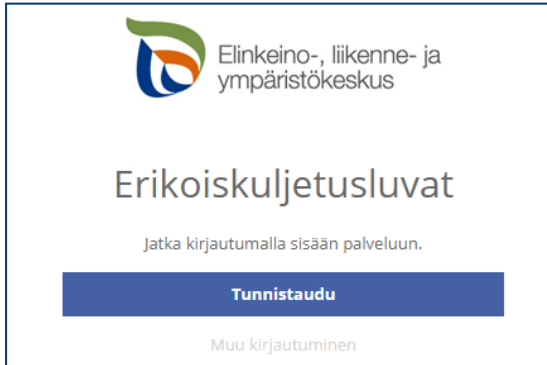 Elinkeino-, liikenne- ja
ympäristökeskus
Erikoiskuljetusluvat
Jatka kirjautumalla sisään palveluun.
Tunnistaudu
Muu kirjautuminen